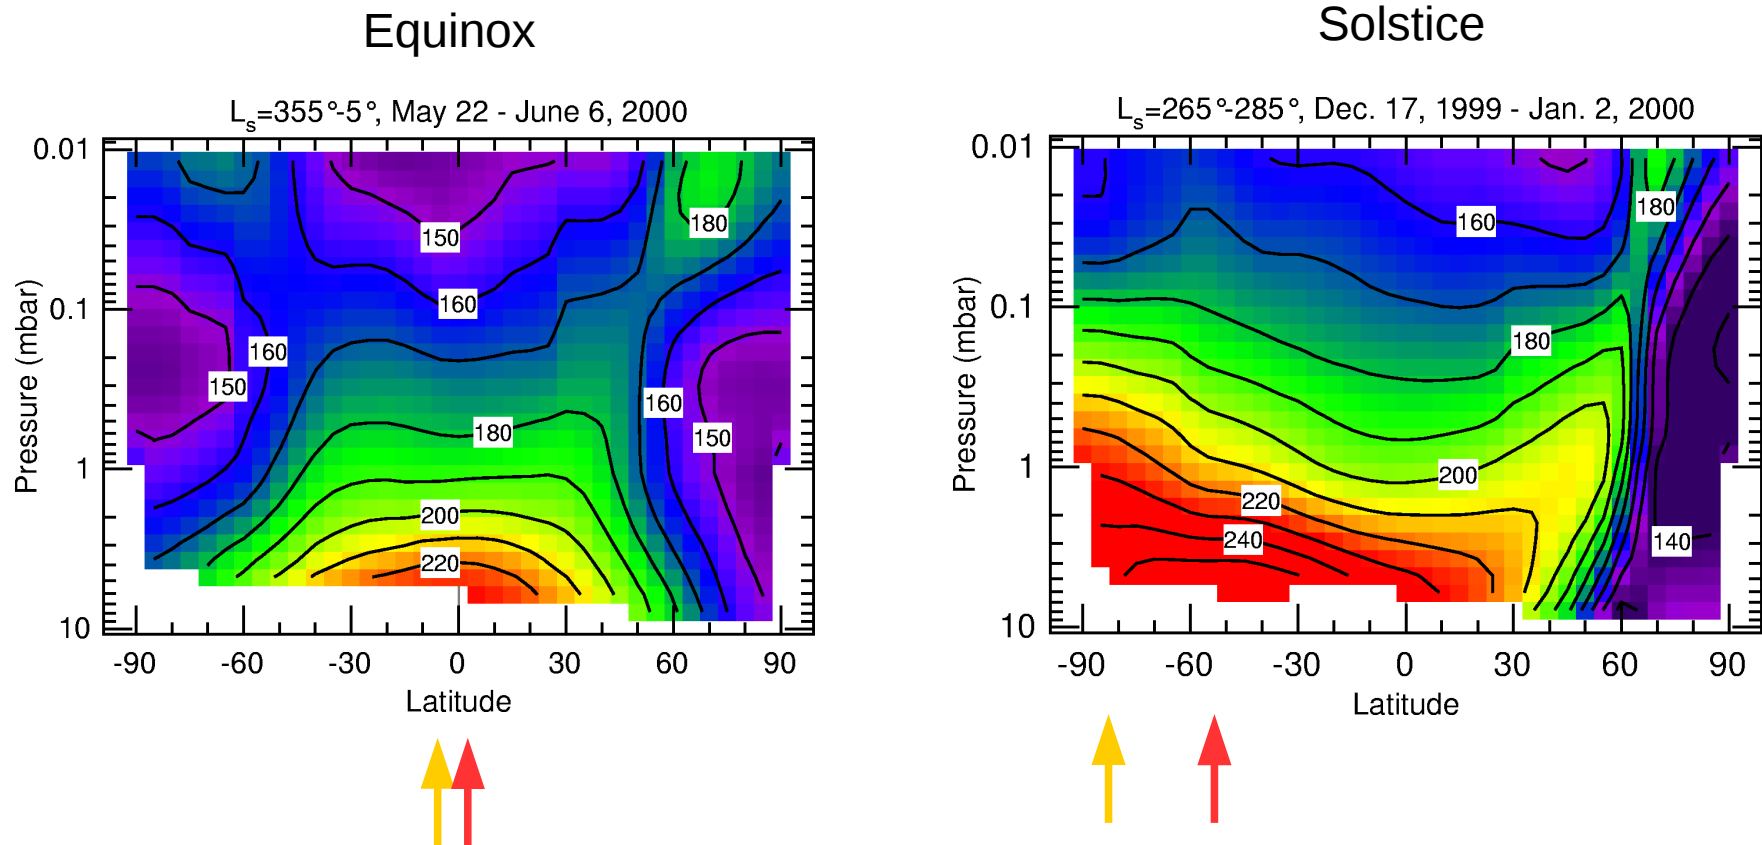 Equinox
Ls=355°-5°, May 22 - June 6, 2000
0.01
0.1
1
10
Pressure (mbar)
150
180
160
160
150
160
150
180
200
220
-90 -60 -30 0 30 60 90
Latitude
Solstice
Ls=265°-285°, Dec. 17, 1999 - Jan. 2, 2000
0.01
0.1
1
10
Pressure (mbar)
180
160
180
200
220
240
140
-90 -60 -30 0 30 60 90
Latitude